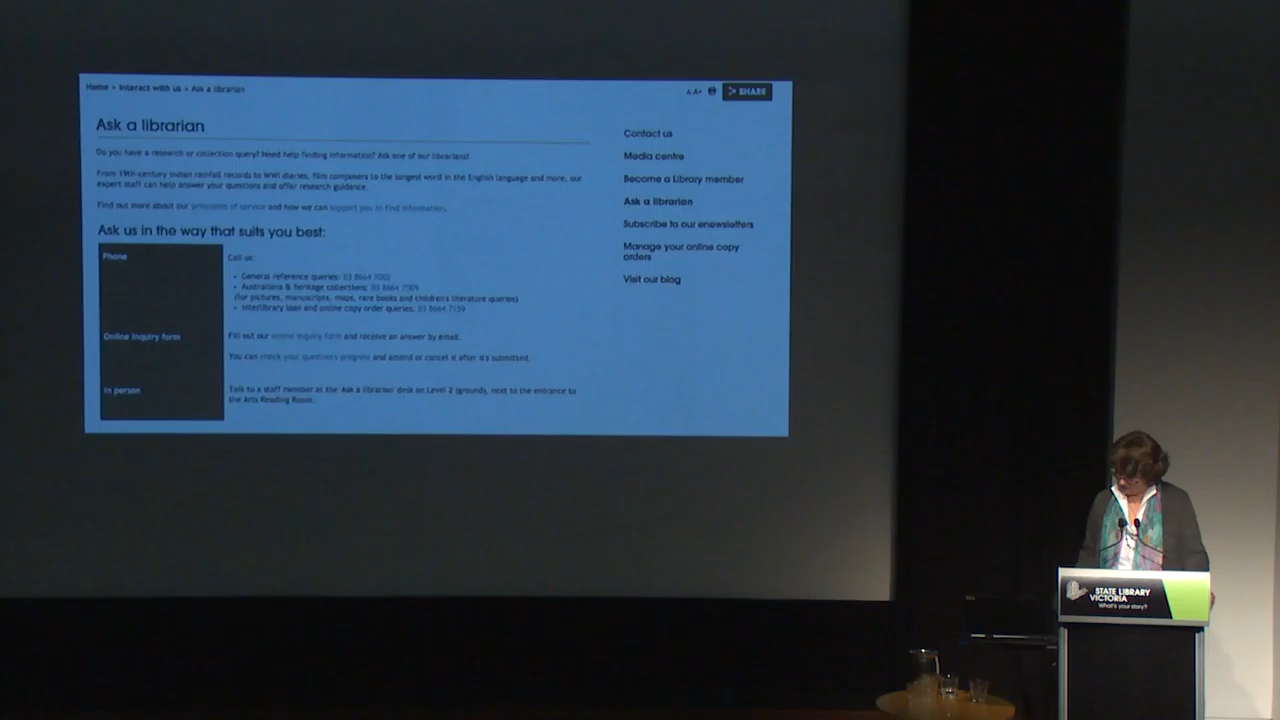 Home > Interact with us > Ask a librarian
A-A+ SHARE
Ask a librarian
Do you have a research or collection query? Need help finding information? Ask one of our librarians!
From 19th-century Indian rainfall records to WWI diaries, film composers to the longest word in the English language and more, our
expert staff can help answer your questions and offer research guidance.
Find out more about our principles of service and how we can support you to find information.
Ask us in the way that suits you best:
Phone
Call us:
• General reference queries: 03 8664 7002
• Australiana & heritage collections: 03 8664 7009
(for pictures, manuscripts, maps, rare books and children's literature queries)
• Interlibrary loan and online copy order queries: 03 8664 7159
Online inquiry form
Fill out our online inquiry form and receive an answer by email.
You can check your question's progress and amend or cancel it after it's submitted.
In person
Talk to a staff member at the 'Ask a librarian' desk on Level 2 (ground), next to the entrance to
the Arts Reading Room.
Contact us
Media centre
Become a Library member
Ask a librarian
Subscribe to our enewsletters
Manage your online copy
orders
Visit our blog
STATE LIBRARY
VICTORIA
What's your story?